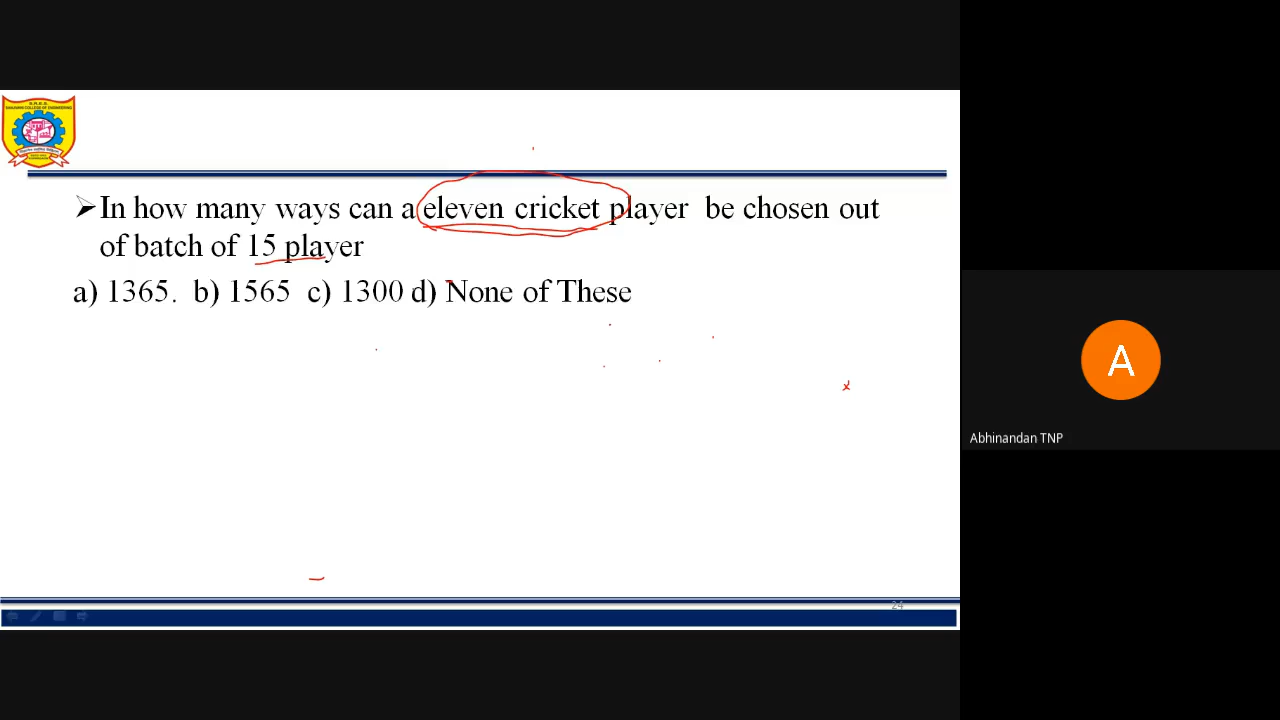 ➢In how many ways can a eleven cricket player be chosen out
of batch of 15 player
a) 1365. b) 1565 c) 1300 d) None of These
24
A
Abhinandan TNP